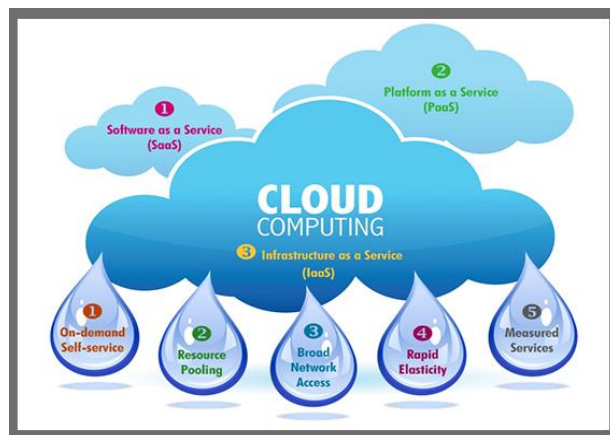 2
Platform as a Service
(PaaS)
1
Software as a Service
(SaaS)
CLOUD
COMPUTING
3 Infrastructure as a Service
(IaaS)
1
On-demand
Self-service
2
Resource
Pooling
3
Broad
Network
Access
4
Rapid
Elasticity
5
Measured
Services